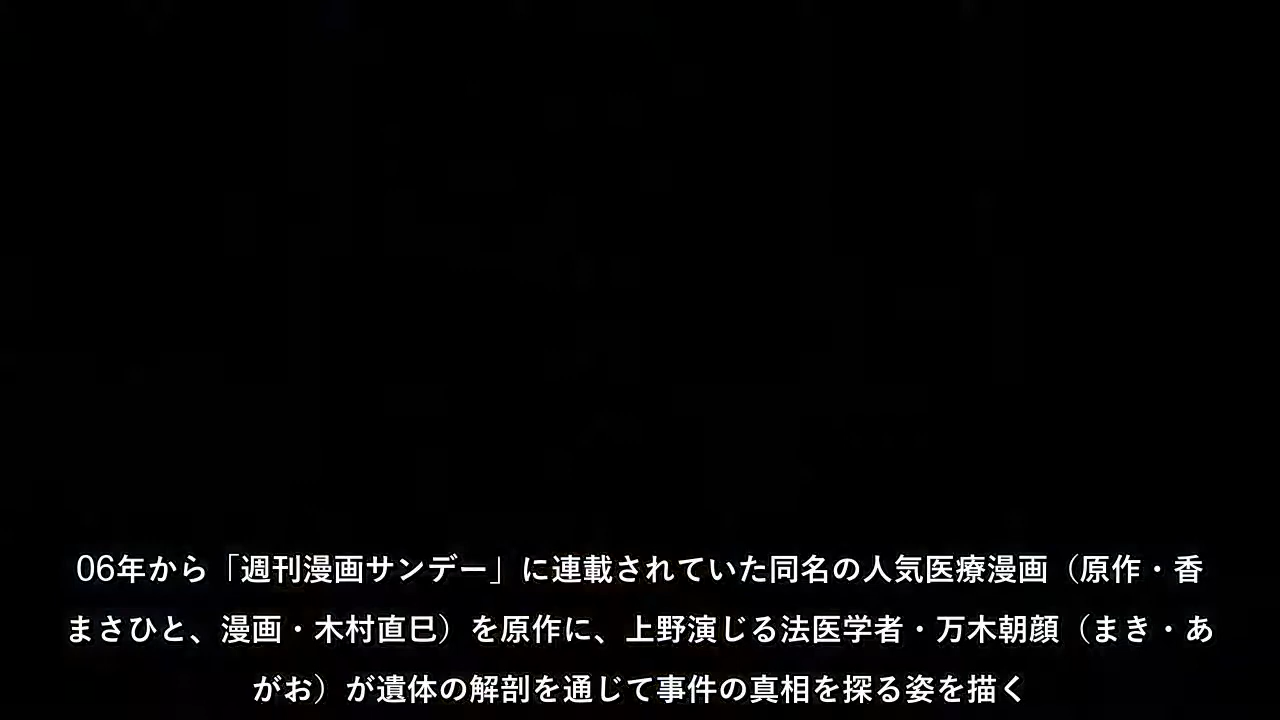 06年から「週刊漫画サンデー」に連載されていた同名の人気医療漫画（原作・香
まさひと、漫画・木村直巳）を原作に、上野演じる法医学者・万木朝顔（まき・あ
がお）が遺体の解剖を通じて事件の真相を探る姿を描く